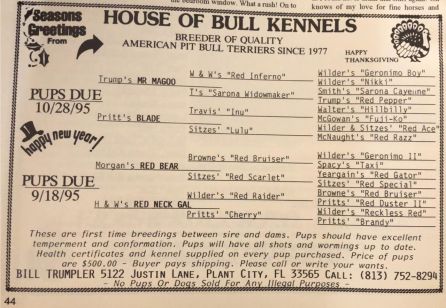 the bedroom window. What a rush! On to
knows of my love for fine horses and
Seasons
Greetings
From
HOUSE OF BULL KENNELS
BREEDER OF QUALITY
AMERICAN PIT BULL TERRIERS SINCE 1977
HAPPY
THANKSGIVING
PUPS DUE
10/28/95
Trump's MR MAGOO
W & W's "Red Inferno"
Wilder's "Geronimo Boy"
Wilder's "Nikki"
T's "Sarona Widowmaker"
Smith's "Sarona Cayenne"
Trump's "Red Pepper"
Pritt's BLADE
Travis' "Inu"
Walter's "Hillbilly"
McGowan's "Fuji-Ko"
Sitzes' "Lulu"
Wilder & Sitzes' "Red Ace"
McNaught's "Red Razz"
happy new year!
PUPS DUE
9/18/95
Morgan's RED BEAR
Browne's "Red Bruiser"
Wilder's "Geronimo II"
Spacy's "Taxi"
Sitzes' "Red Scarlet"
Yeargain's "Red Gator"
Sitzes' "Red Special"
H & W's RED NECK GAL
Wilder's "Red Raider"
Browne's "Red Bruiser"
Pritts' "Red Duster II"
Pritts' "Cherry"
Wilder's "Reckless Red"
Pritts' "Brandy"
These are first time breedings between sire and dams. Pups should have excellent
temperment and conformation. Pups will have all shots and wormings up to date.
Health certificates and kennel supplied on every pup purchased. Price of pups
are $500.00 - Buyer pays shipping. Please call or write your wants.
BILL TRUMPLER 5122 JUSTIN LANE, PLANT CITY, FL 33565 CALL: (813) 752-8294
- No Pups Or Dogs Sold For Any Illegal Purposes -
44